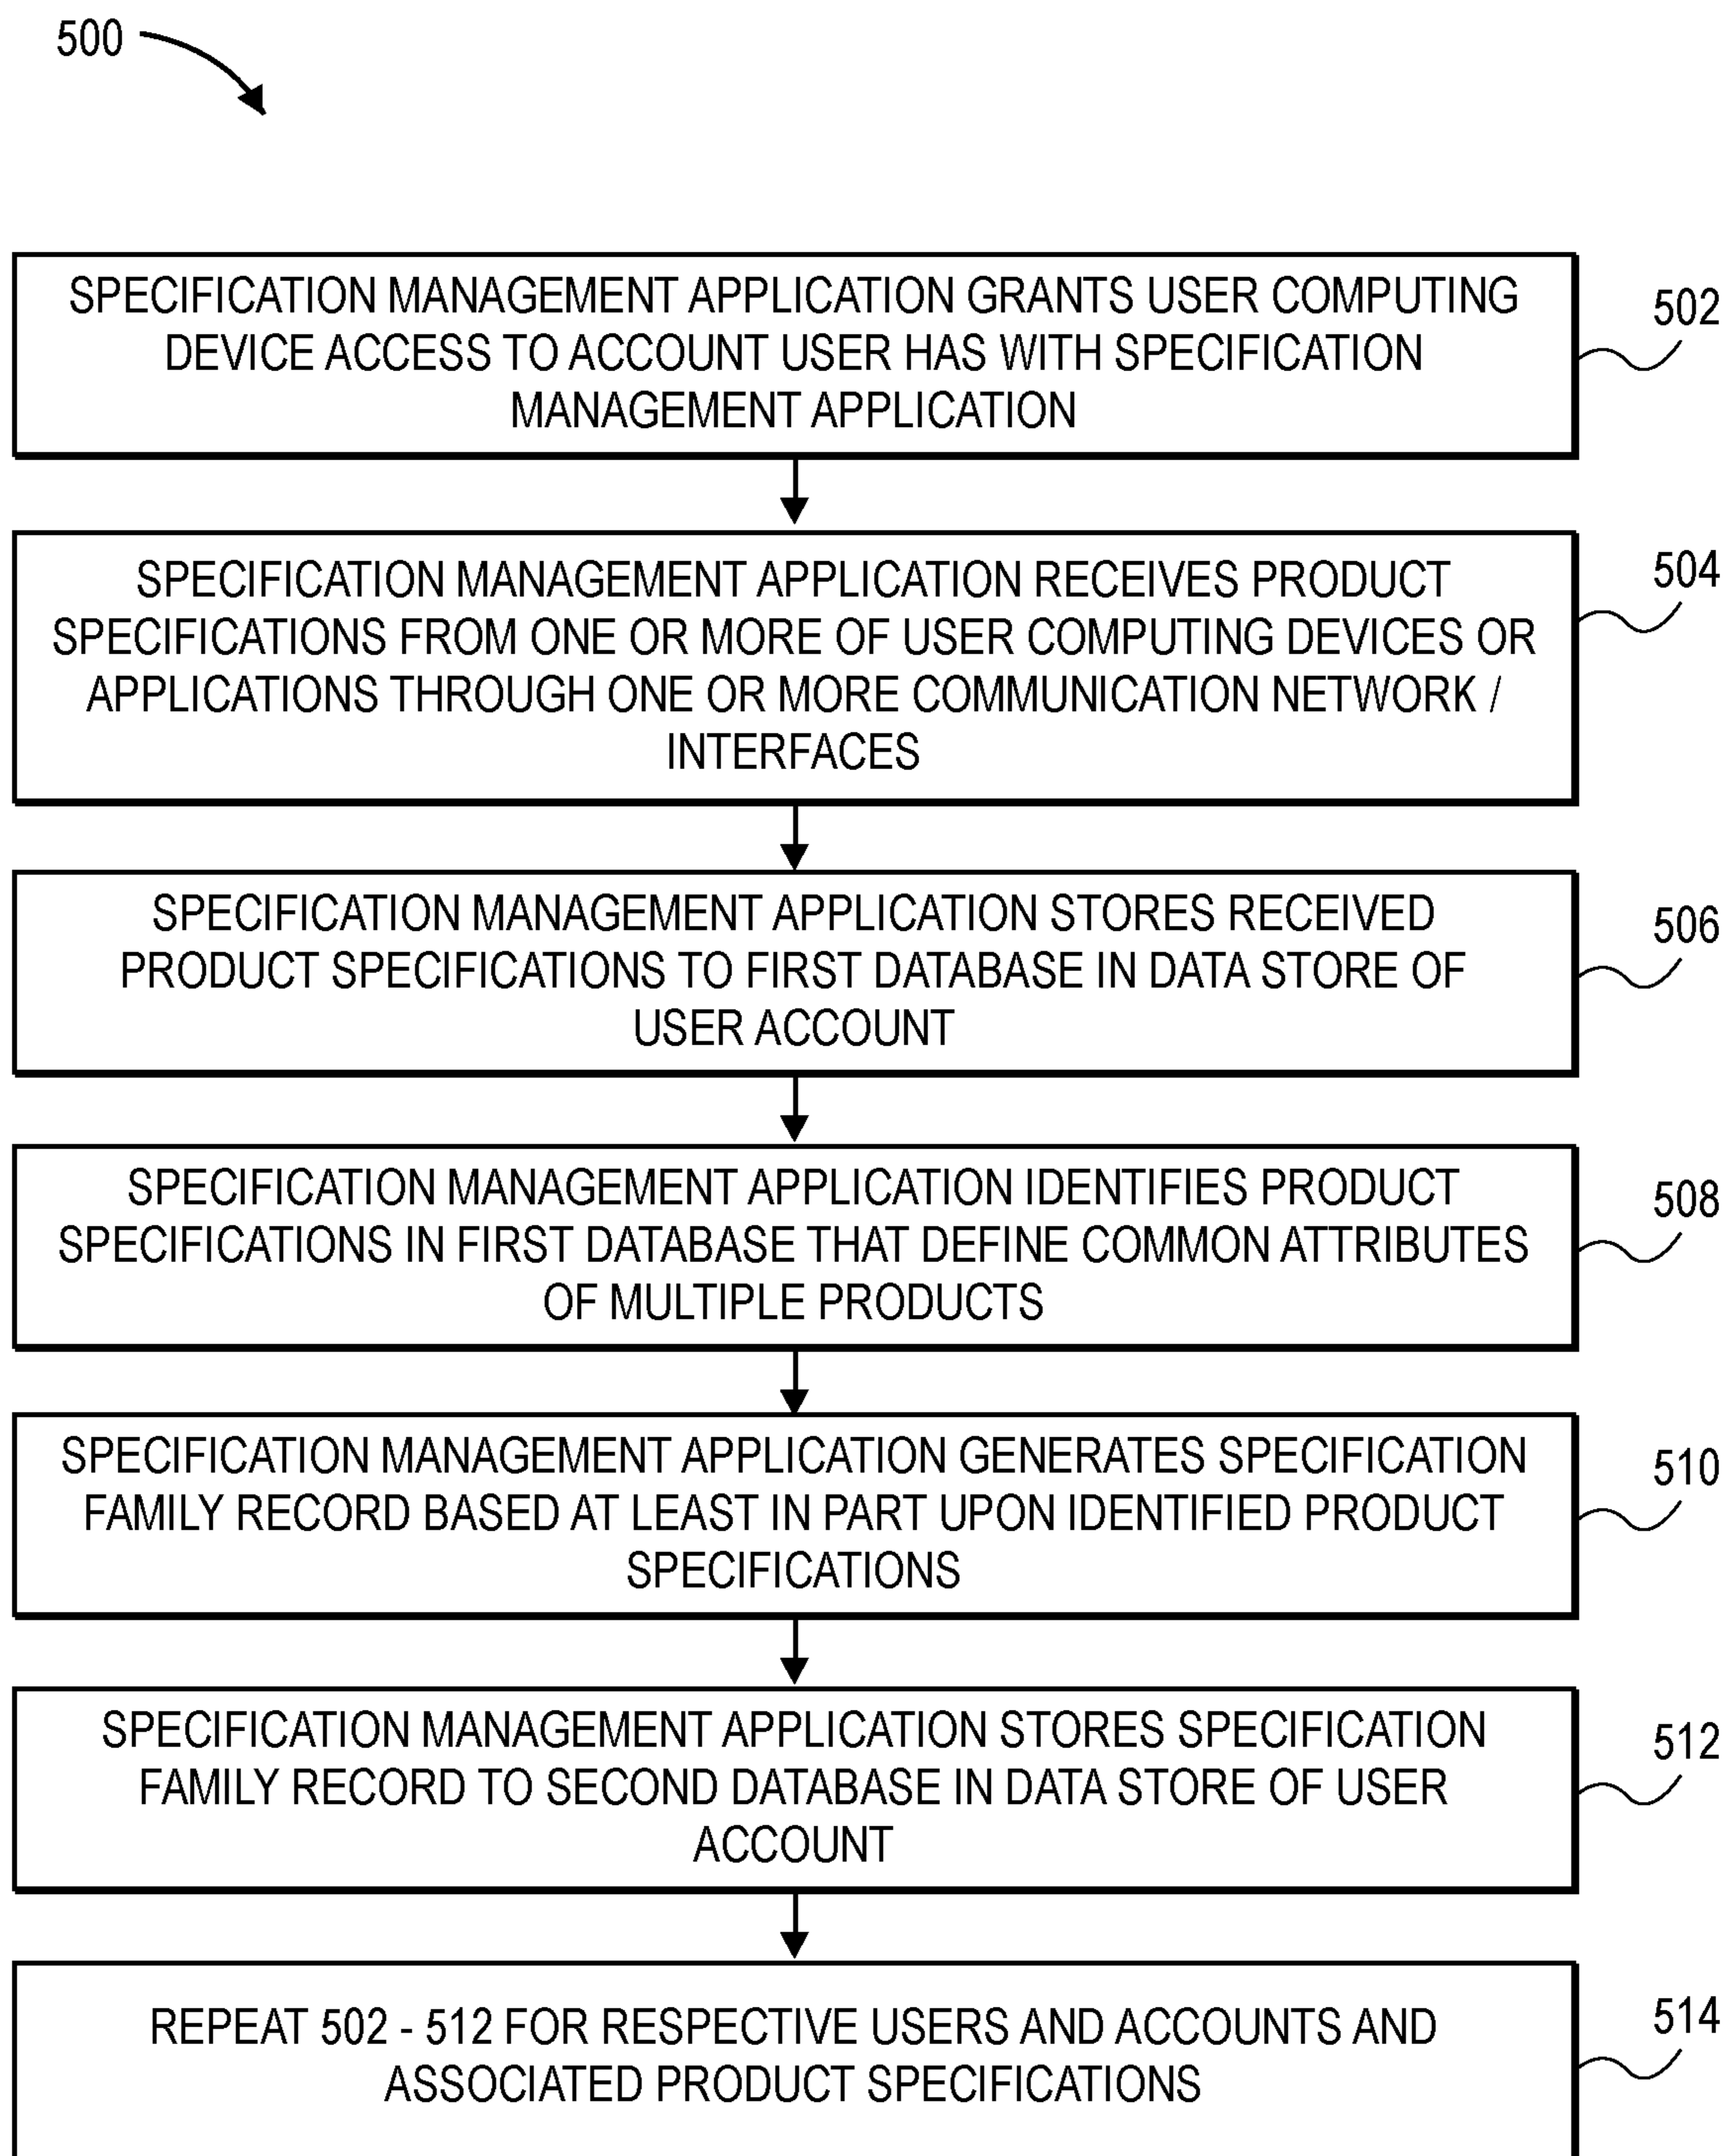 500
SPECIFICATION MANAGEMENT APPLICATION GRANTS USER COMPUTING
DEVICE ACCESS TO ACCOUNT USER HAS WITH SPECIFICATION
MANAGEMENT APPLICATION
502
SPECIFICATION MANAGEMENT APPLICATION RECEIVES PRODUCT
SPECIFICATIONS FROM ONE OR MORE OF USER COMPUTING DEVICES OR
APPLICATIONS THROUGH ONE OR MORE COMMUNICATION NETWORK /
INTERFACES
504
SPECIFICATION MANAGEMENT APPLICATION STORES RECEIVED
PRODUCT SPECIFICATIONS TO FIRST DATABASE IN DATA STORE OF
USER ACCOUNT
506
SPECIFICATION MANAGEMENT APPLICATION IDENTIFIES PRODUCT
SPECIFICATIONS IN FIRST DATABASE THAT DEFINE COMMON ATTRIBUTES
OF MULTIPLE PRODUCTS
508
SPECIFICATION MANAGEMENT APPLICATION GENERATES SPECIFICATION
FAMILY RECORD BASED AT LEAST IN PART UPON IDENTIFIED PRODUCT
SPECIFICATIONS
510
SPECIFICATION MANAGEMENT APPLICATION STORES SPECIFICATION
FAMILY RECORD TO SECOND DATABASE IN DATA STORE OF USER
ACCOUNT
512
REPEAT 502 - 512 FOR RESPECTIVE USERS AND ACCOUNTS AND
ASSOCIATED PRODUCT SPECIFICATIONS
514